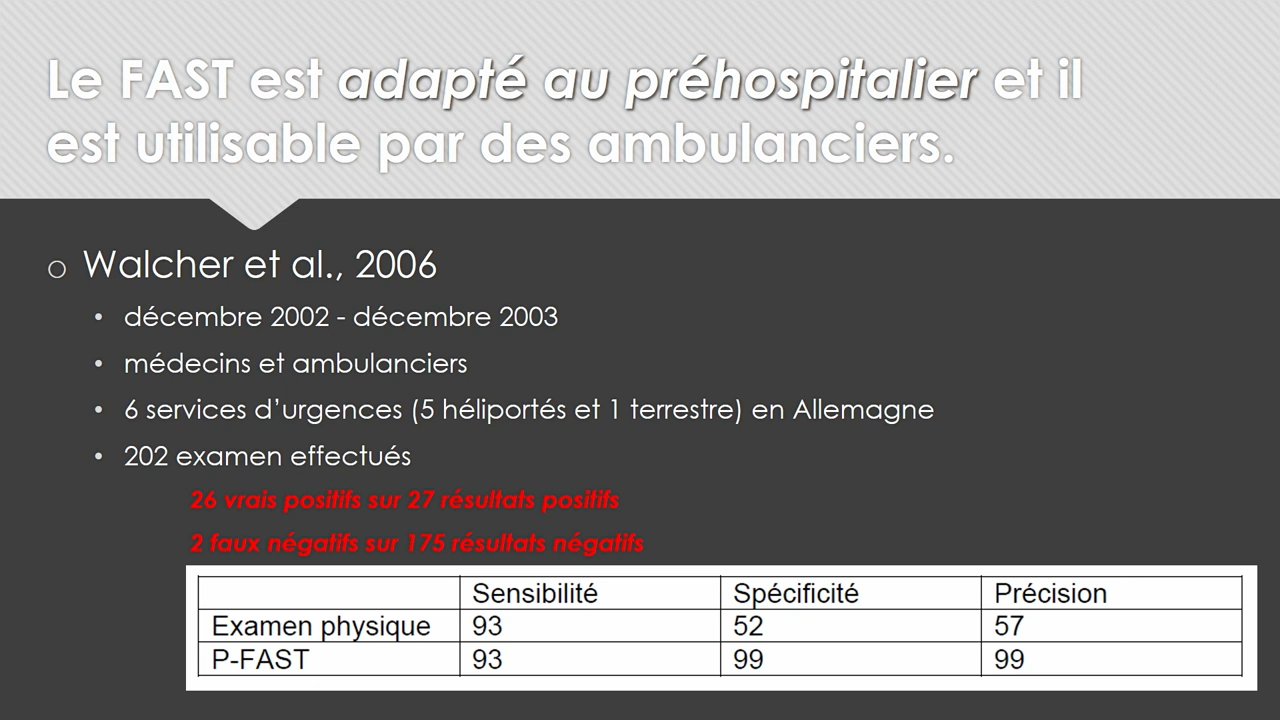 Le FAST est adapté au préhospitalier et il
est utilisable par des ambulanciers.
o Walcher et al., 2006
• décembre 2002 - décembre 2003
• médecins et ambulanciers
• 6 services d’urgences (5 héliportés et 1 terrestre) en Allemagne
• 202 examen effectués
26 vrais positifs sur 27 résultats positifs
2 faux négatifs sur 175 résultats négatifs
Sensibilité Spécificité Précision
Examen physique 93 52 57
P-FAST 93 99 99